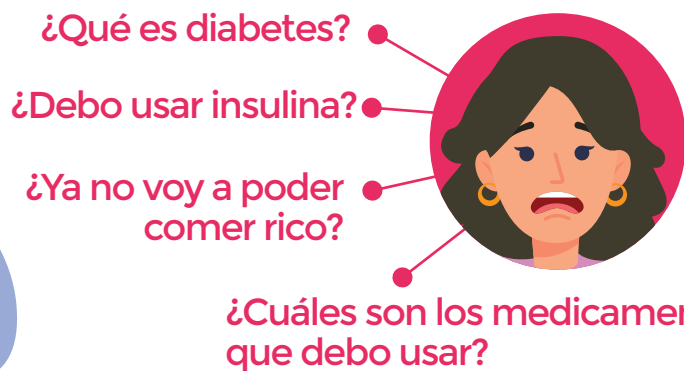 ¿Qué es diabetes?
¿Debo usar insulina?
¿Ya no voy a poder
comer rico?
¿Cuáles son los
que debo usar?